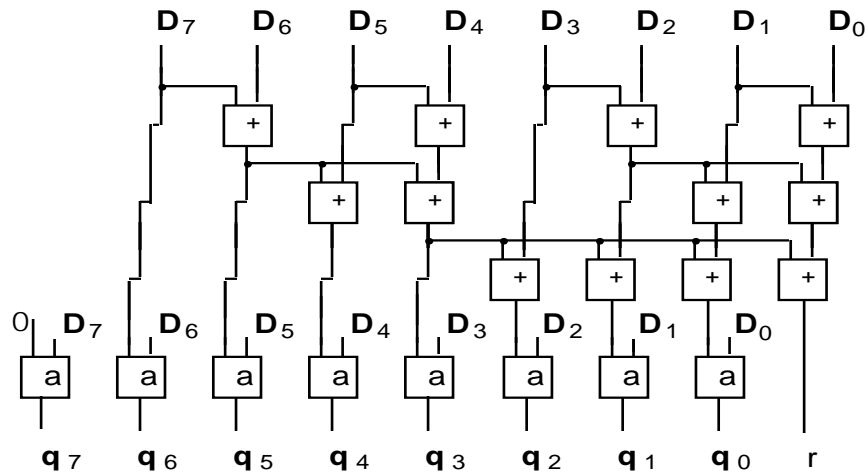 D7 D6 D5 D4 D3 D2 D1 D0
+ + + +
+ + + +
+ + + +
0 D7 D6 D5 D4 D3 D2 D1 D0
a a a a a a a a
q7 q6 q5 q4 q3 q2 q1 q0 r